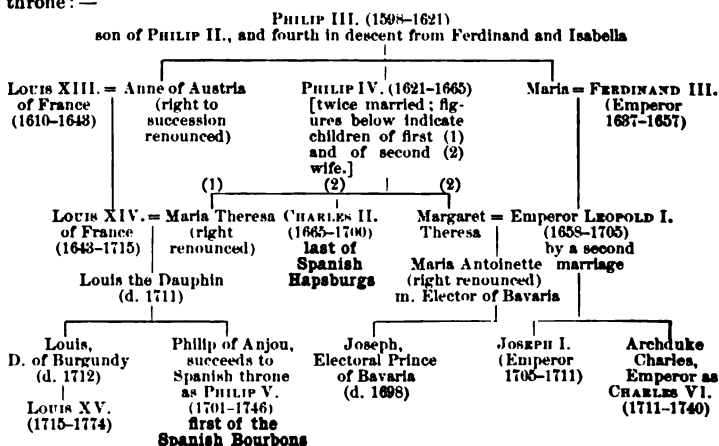 throne:—
PHILIP III. (1598–1621)
son of PHILIP II., and fourth in descent from Ferdinand and Isabella
LOUIS XIII. = Anne of Austria
of France
(1610–1643)
(right to
succession
renounced)
PHILIP IV. (1621–1665)
[twice married; fig-
ures below indicate
children of first (1)
and of second (2)
wife.]
Maria = FERDINAND III.
(Emperor
1637–1657)
(1) (2) (2)
LOUIS XIV. = Maria Theresa
of France
(1643–1715)
(right
renounced)
CHARLES II.
(1665–1700)
last of
Spanish
Hapsburgs
Margaret = Emperor LEOPOLD I.
Theresa
(1658–1705)
by a second
marriage
Louis the Dauphin
(d. 1711)
Maria Antoinette
(right renounced)
m. Elector of Bavaria
Louis,
D. of Burgundy
(d. 1712)
LOUIS XV.
(1715–1774)
Philip of Anjou,
succeeds to
Spanish throne
as PHILIP V.
(1701–1746)
first of the
Spanish Bourbons
Joseph,
Electoral Prince
of Bavaria
(d. 1698)
JOSEPH I.
(Emperor
1705–1711)
Archduke
Charles,
Emperor as
CHARLES VI.
(1711–1740)